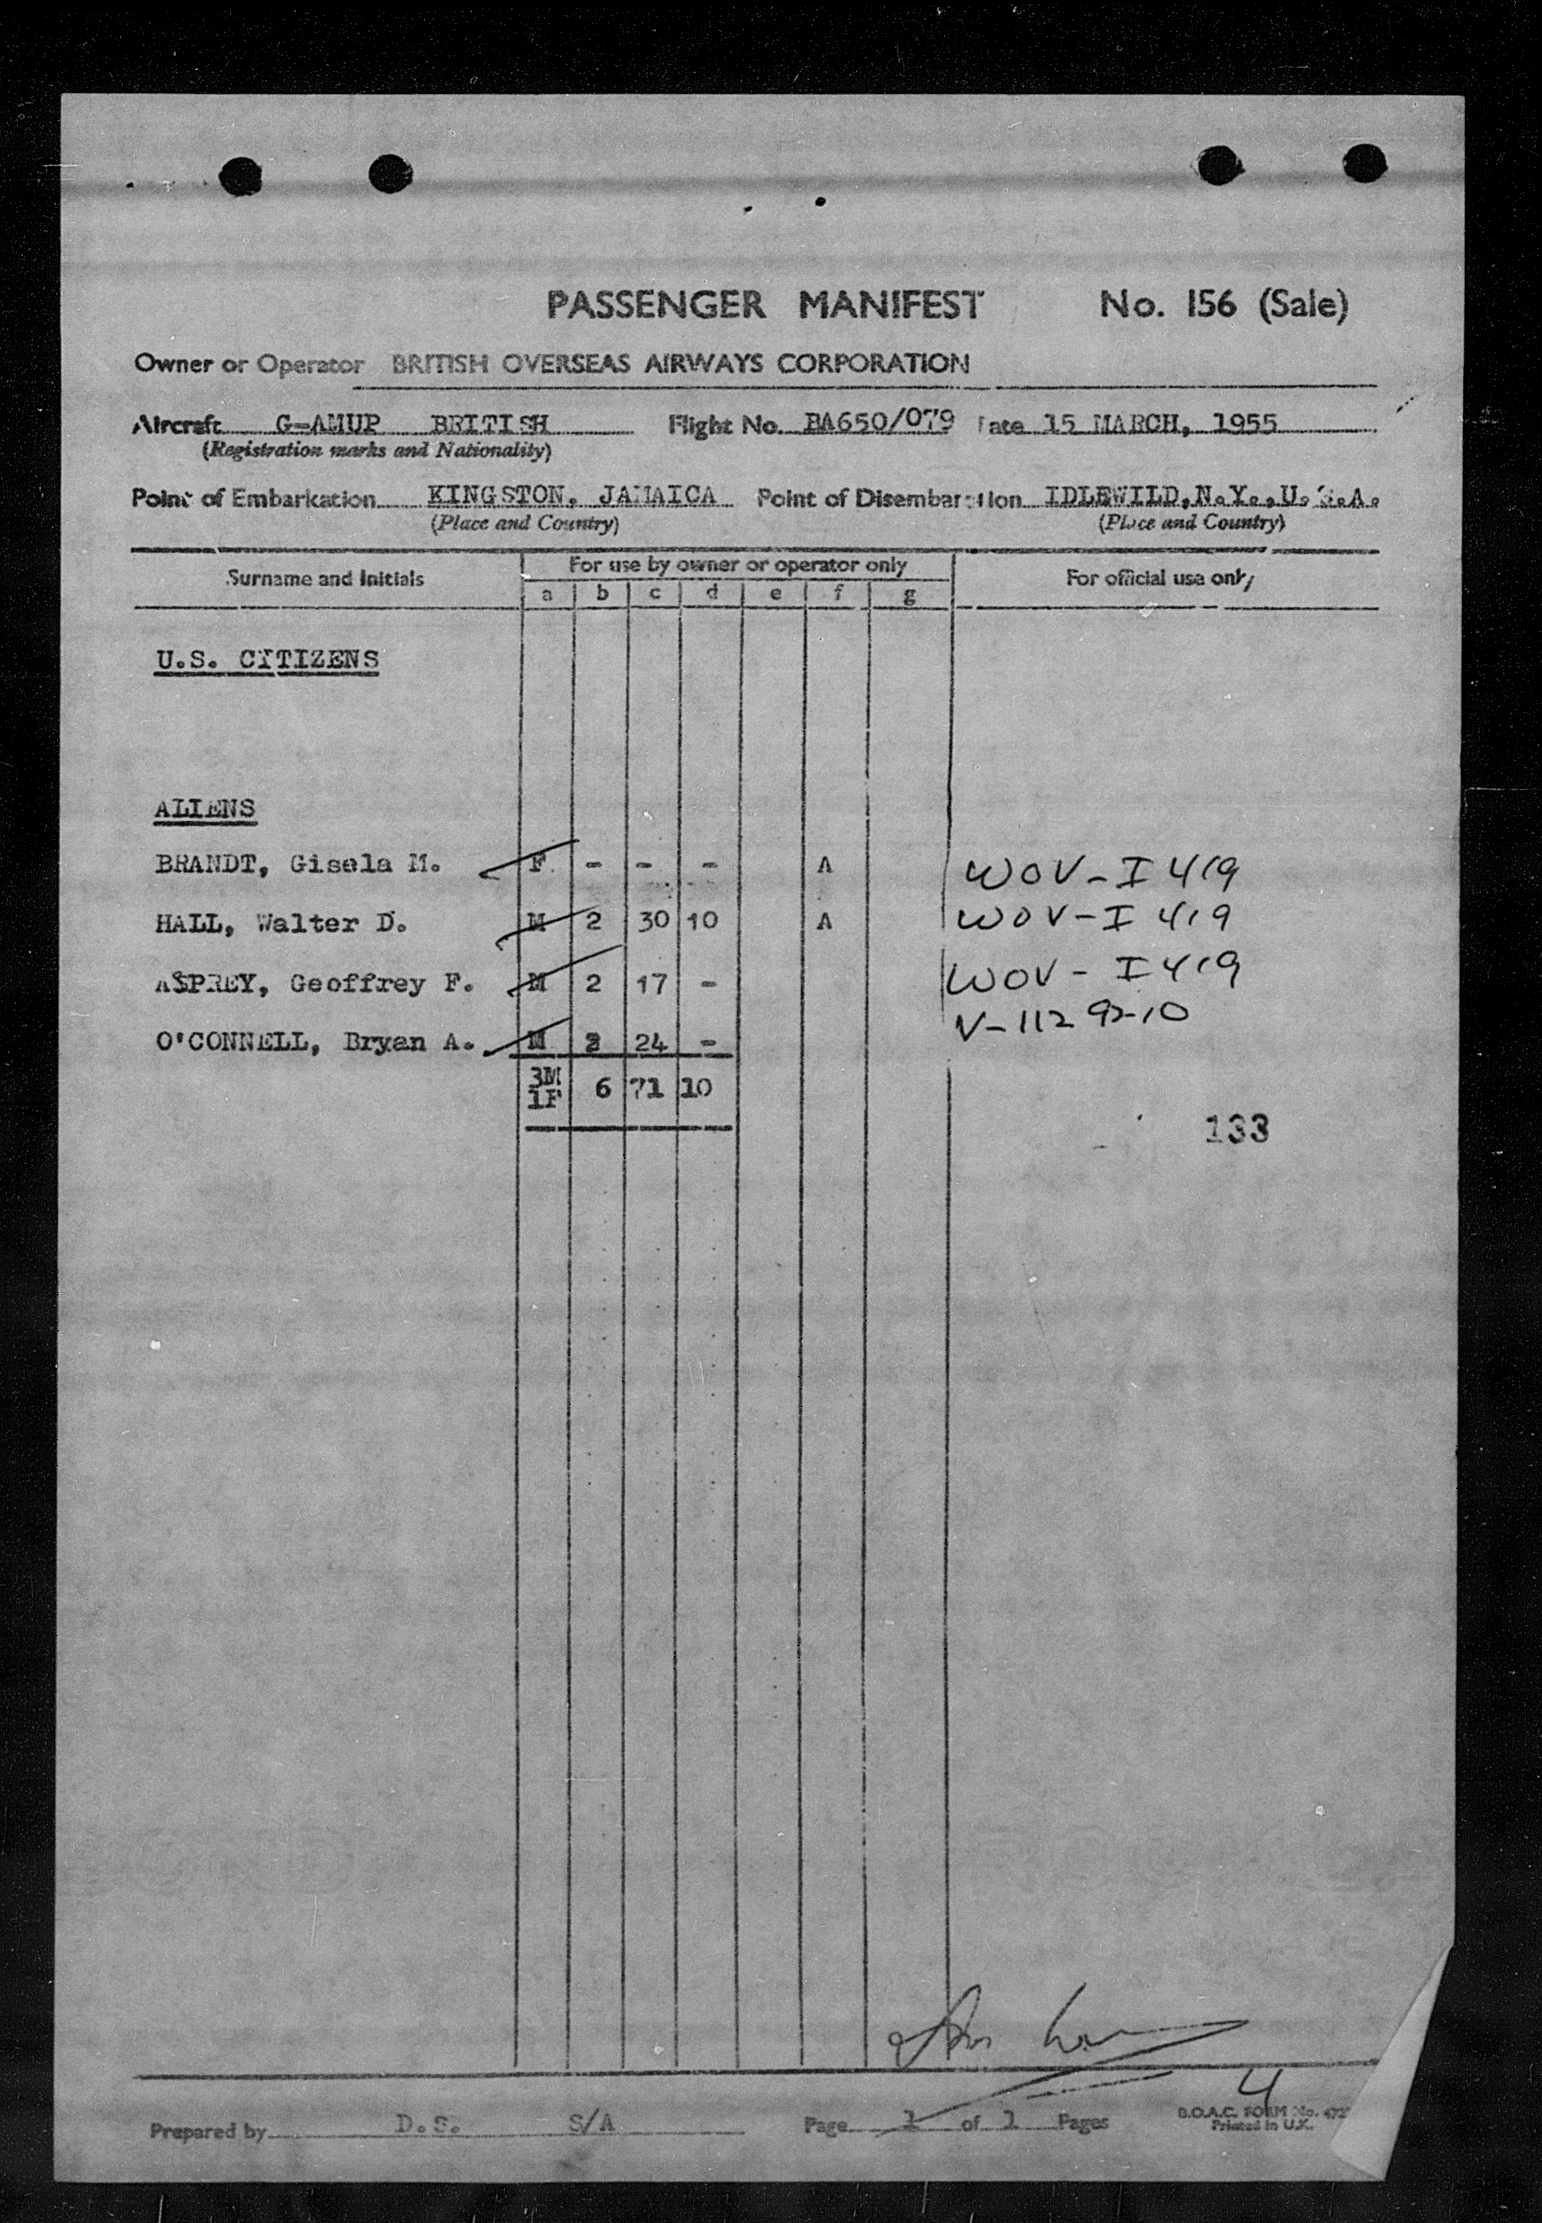 PASSENGER MANIFEST No. 156 (Sale)
Owner or Operator BRITISH OVERSEAS AIRWAYS CORPORATION
Aircraft G-AMUP BRITISH Flight No. BA650/079 Date 15 MARCH, 1955
(Registration marks and Nationality)
Point of Embarkation KINGSTON, JAMAICA Point of Disembarkation IDLEWILD,N.Y.,U.S.A.
(Place and Country) (Place and Country)
Surname and Initials For use by owner or operator only For official use only
a b c d e f g
U.S. CITIZENS
ALIENS
BRANDT, Gisela M. F - - - A WOV-I 419
HALL, Walter D. M 2 30 10 A WOV-I 419
ASPREY, Geoffrey F. M 2 17 - WOV-I 419
O'CONNELL, Bryan A. M 2 24 - V-1129210
3M
1F 6 71 10
133
4
Prepared by D.S. S/A Page 1 of 1 Pages B.O.A.C. FORM No.
Printed in U.K.